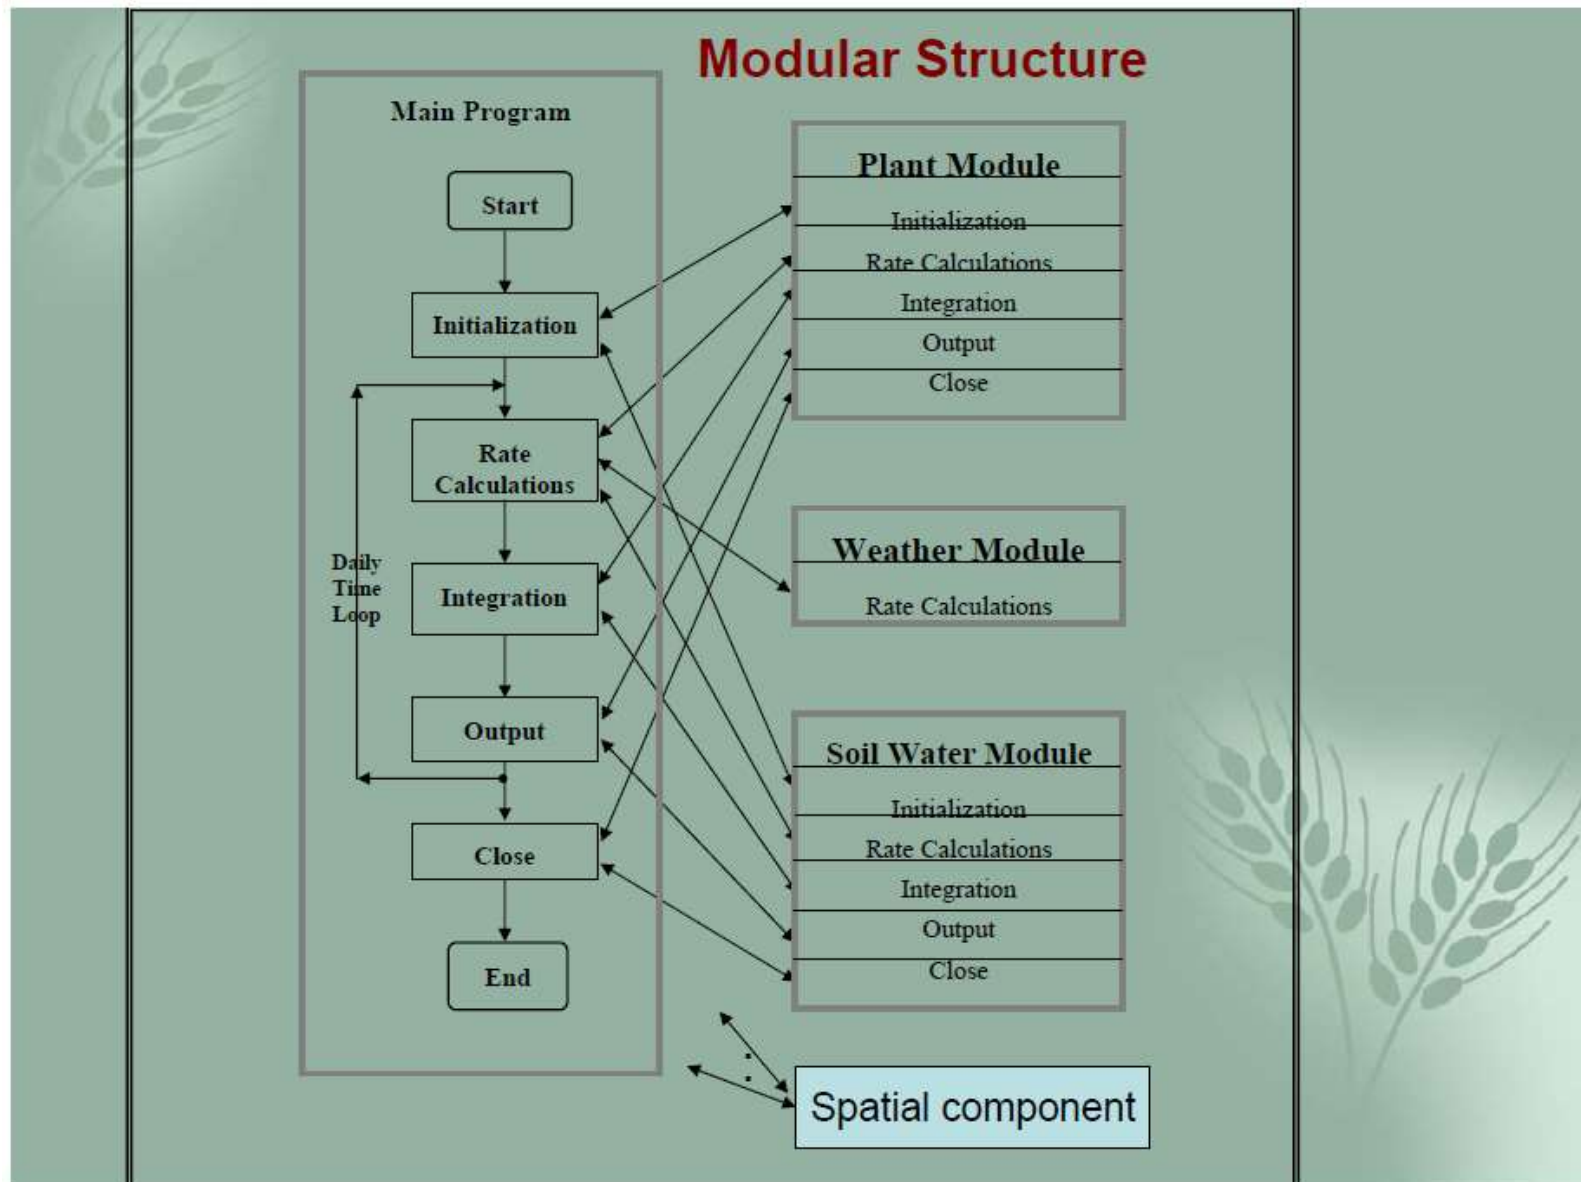 Modular Structure
Main Program
Start
Initialization
Rate
Calculations
Daily
Time
Loop
Integration
Output
Close
End
Plant Module
Initialization
Rate Calculations
Integration
Output
Close
Weather Module
Rate Calculations
Soil Water Module
Initialization
Rate Calculations
Integration
Output
Close
Spatial component